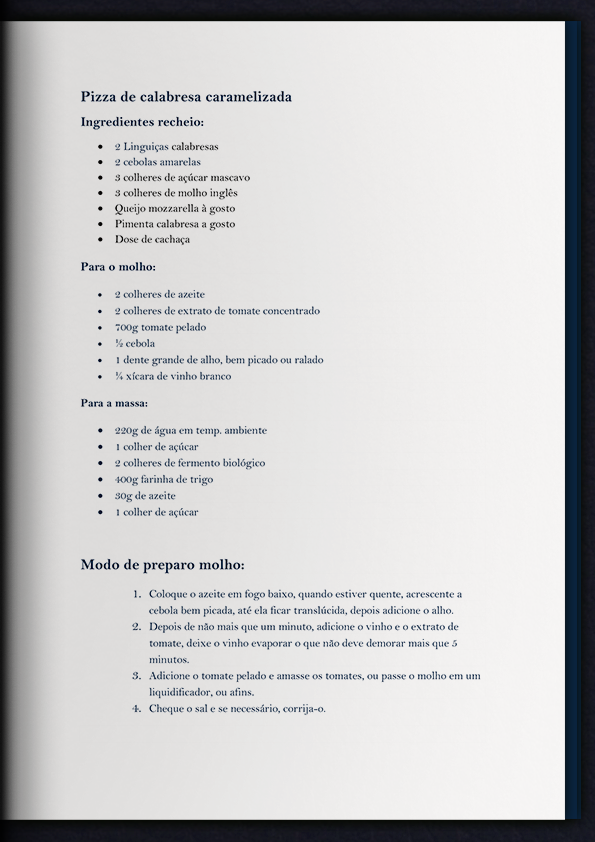 Pizza de calabresa caramelizada
Ingredientes recheio:
• 2 Linguiças calabresas
• 2 cebolas amarelas
• 3 colheres de açúcar mascavo
• 3 colheres de molho inglês
• Queijo mozzarella à gosto
• Pimenta calabresa a gosto
• Dose de cachaça
Para o molho:
• 2 colheres de azeite
• 2 colheres de extrato de tomate concentrado
• 700g tomate pelado
• ½ cebola
• 1 dente grande de alho, bem picado ou ralado
• ¾ xícara de vinho branco
Para a massa:
• 220g de água em temp. ambiente
• 1 colher de açúcar
• 2 colheres de fermento biológico
• 400g farinha de trigo
• 30g de azeite
• 1 colher de açúcar
Modo de preparo molho:
1. Coloque o azeite em fogo baixo, quando estiver quente, acrescente a
cebola bem picada, até ela ficar translúcida, depois adicione o alho.
2. Depois de não mais que um minuto, adicione o vinho e o extrato de
tomate, deixe o vinho evaporar o que não deve demorar mais que 5
minutos.
3. Adicione o tomate pelado e amasse os tomates, ou passe o molho em um
liquidificador, ou afins.
4. Cheque o sal e se necessário, corrija-o.